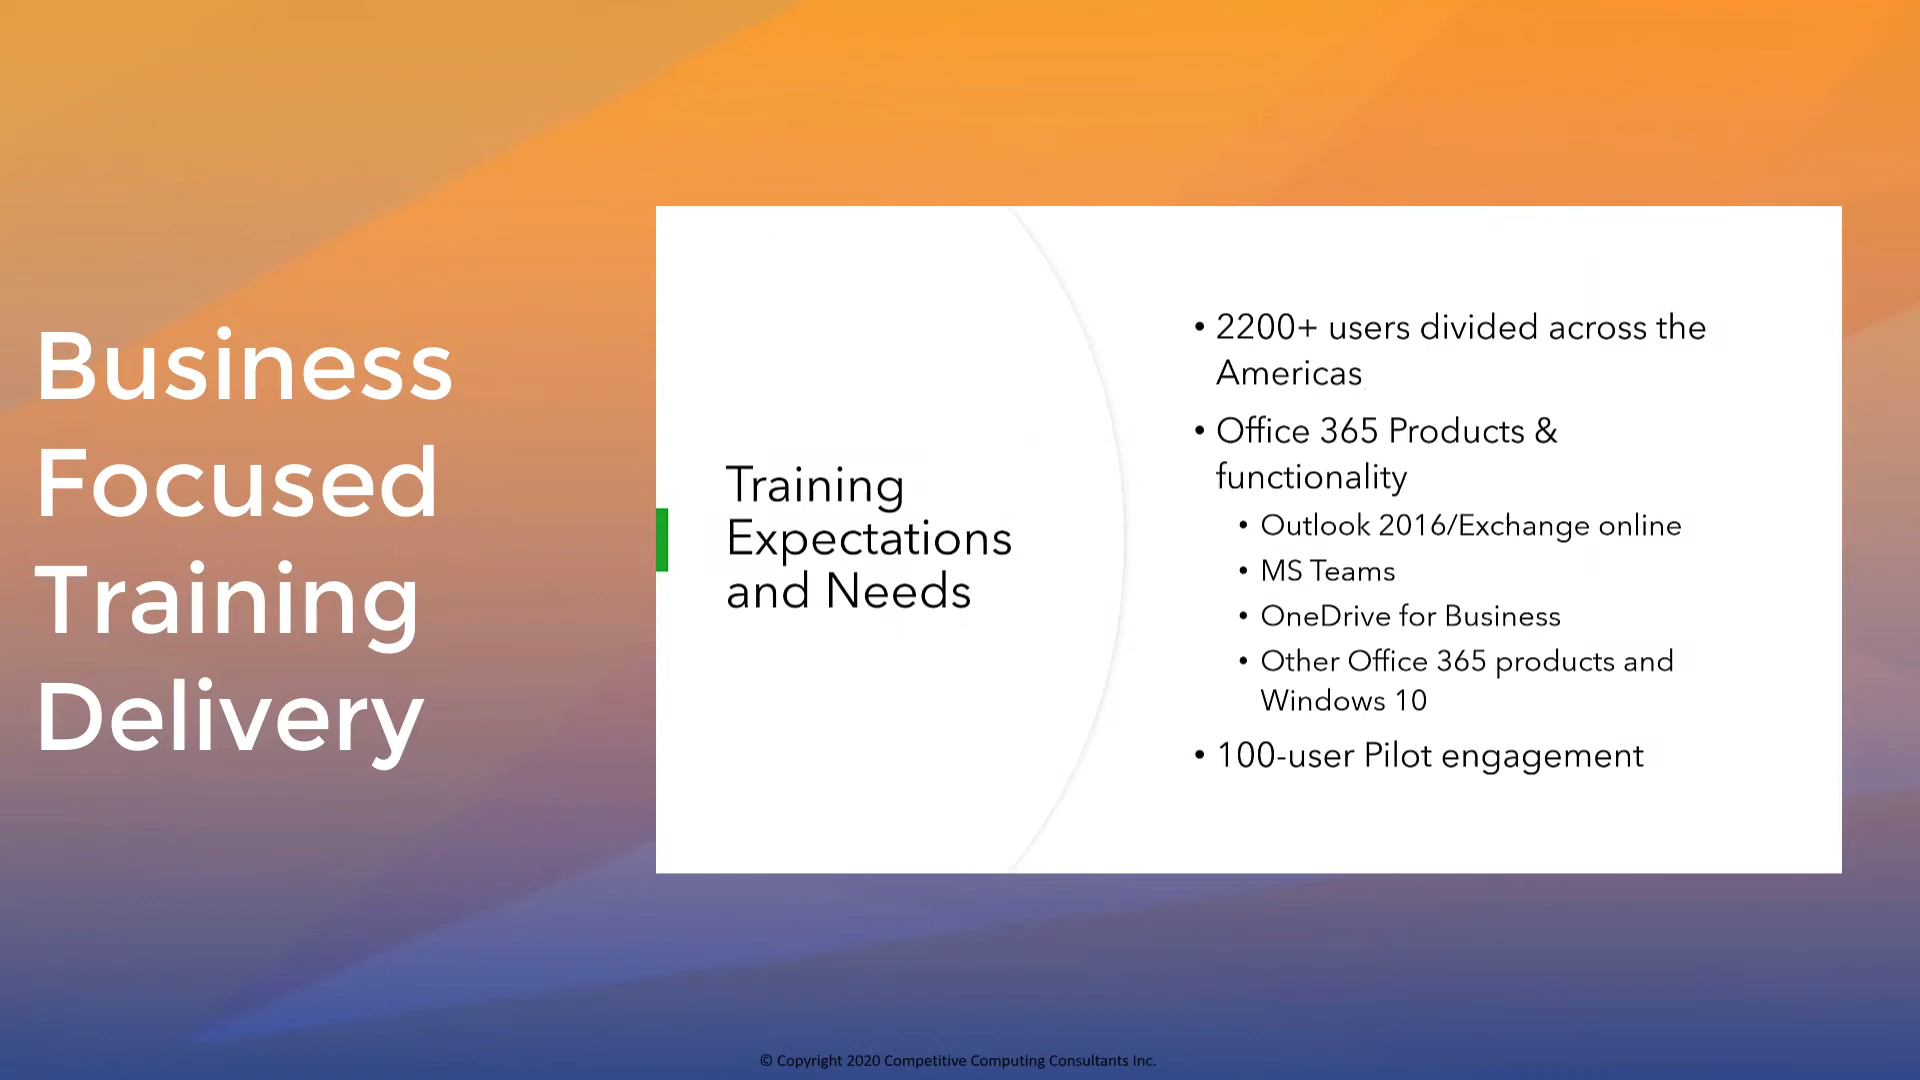 Business
Focused
Training
Delivery
Training
Expectations
and Needs
• 2200+ users divided across the
Americas
• Office 365 Products &
functionality
• Outlook 2016/Exchange online
• MS Teams
• OneDrive for Business
• Other Office 365 products and
Windows 10
• 100-user Pilot engagement
© Copyright 2020 Competitive Computing Consultants Inc.